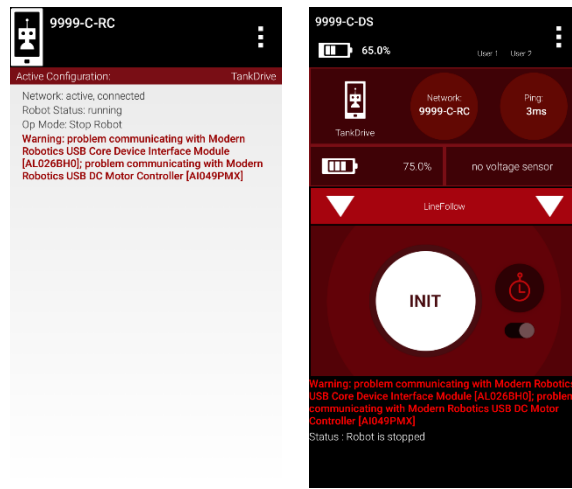 9999-C-RC
Active Configuration: TankDrive
Network: active, connected
Robot Status: running
Op Mode: Stop Robot
Warning: problem communicating with Modern
Robotics USB Core Device Interface Module
[AL026BH0]; problem communicating with Modern
Robotics USB DC Motor Controller [AI049PMX]
9999-C-DS
65.0%
User 1 User 2
TankDrive
Network:
9999-C-RC
Ping:
3ms
75.0%
no voltage sensor
LineFollow
INIT
Warning: problem communicating with Modern Robotics
USB Core Device Interface Module [AL026BH0]; problem
communicating with Modern Robotics USB DC Motor
Controller [AI049PMX]
Status : Robot is stopped